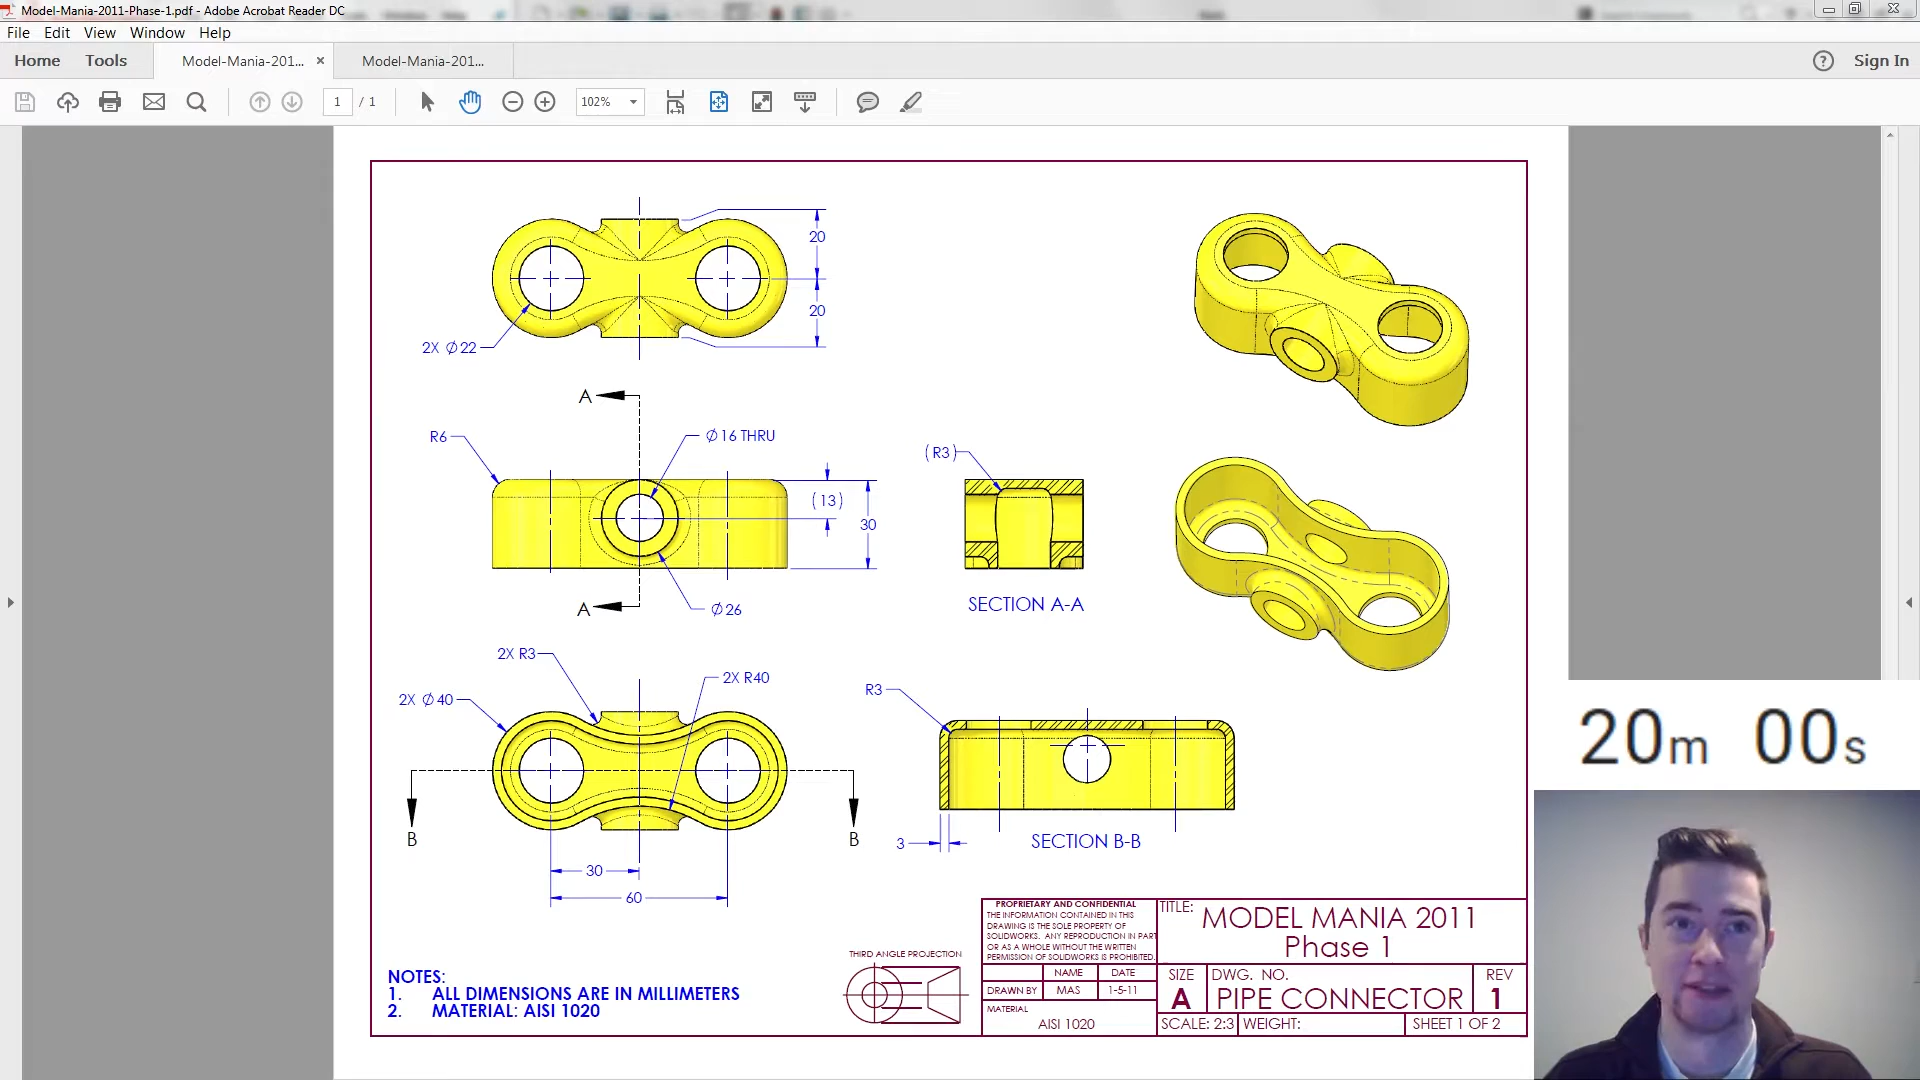 Model-Mania-2011-Phase-1.pdf - Adobe Acrobat Reader DC
File Edit View Window Help
Home Tools Model-Mania-201... × Model-Mania-201... Sign In
1 / 1 102%
20
20
2X Ø22
A
R6
Ø16 THRU
(13)
30
(R3)
A
Ø26
SECTION A-A
2X R3
2X R40
2X Ø40
R3
B
B
3
SECTION B-B
30
60
20m 00s
NOTES:
1. ALL DIMENSIONS ARE IN MILLIMETERS
2. MATERIAL: AISI 1020
THIRD ANGLE PROJECTION
PROPRIETARY AND CONFIDENTIAL
THE INFORMATION CONTAINED IN THIS
DRAWING IS THE SOLE PROPERTY OF
SOLIDWORKS. ANY REPRODUCTION IN PART
OR AS A WHOLE WITHOUT THE WRITTEN
PERMISSION OF SOLIDWORKS IS PROHIBITED.
NAME DATE
DRAWN BY MAS 1-5-11
MATERIAL
AISI 1020
TITLE:
MODEL MANIA 2011
Phase 1
SIZE DWG. NO. REV
A PIPE CONNECTOR 1
SCALE: 2:3 WEIGHT: SHEET 1 OF 2